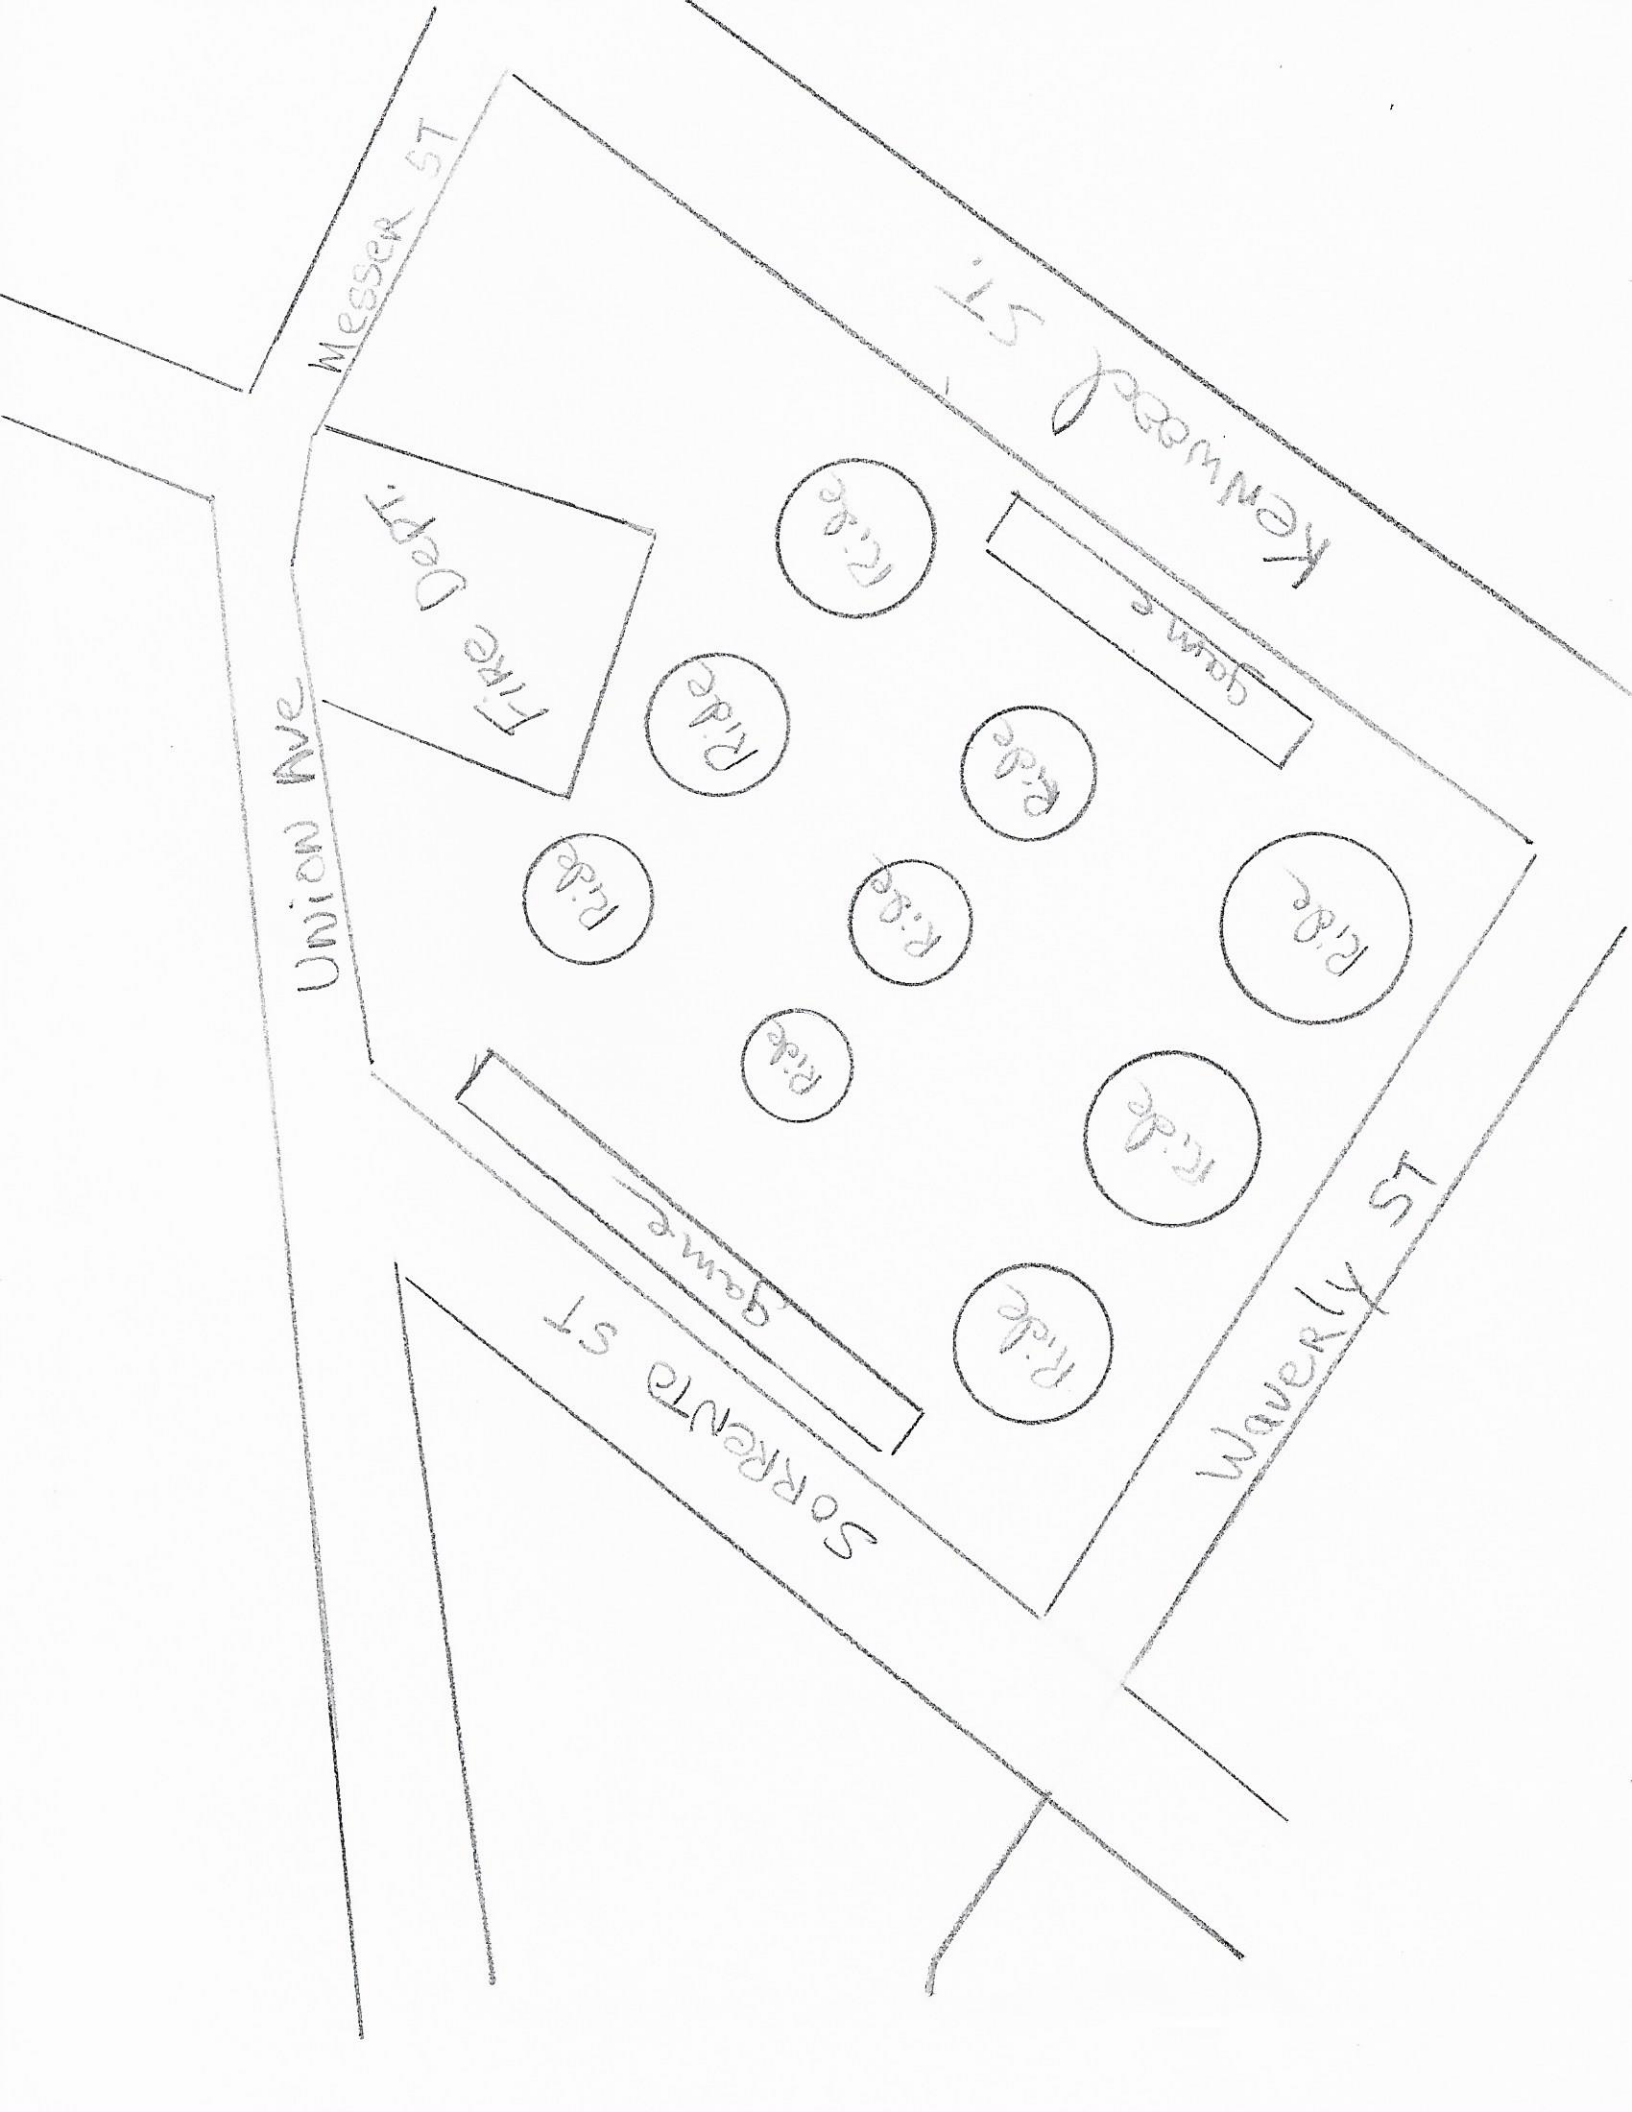 Messer ST
Kenwood ST.
Fire Dept.
Ride
game
Ride
Union Ave
Ride
Ride
Ride
Ride
Ride
Ride
game
Ride
Sorrento ST
Waverly ST